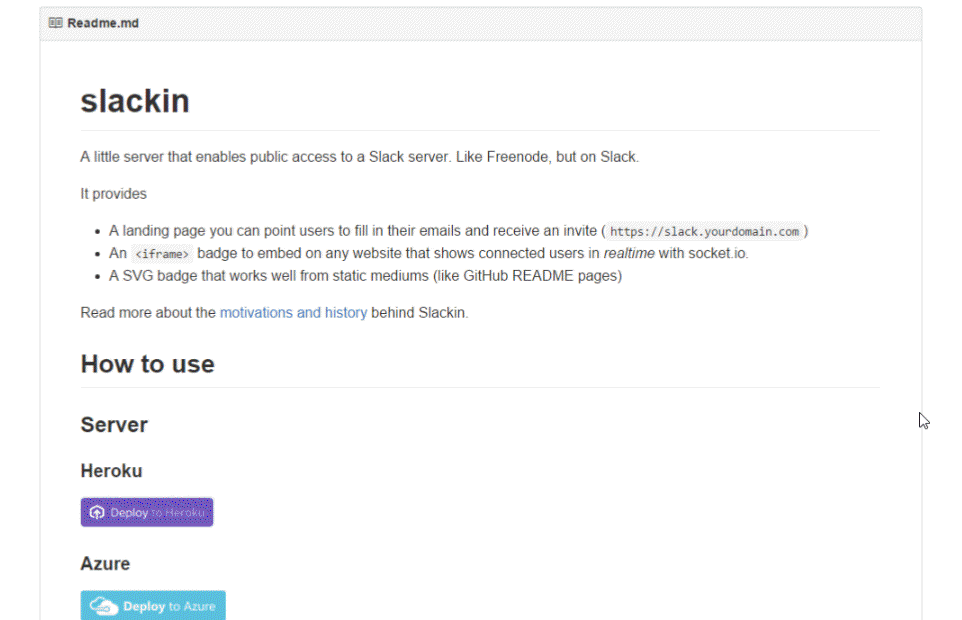 Readme.md
slackin
A little server that enables public access to a Slack server. Like Freenode, but on Slack.
It provides
• A landing page you can point users to fill in their emails and receive an invite ( https://slack.yourdomain.com )
• An <iframe> badge to embed on any website that shows connected users in realtime with socket.io.
• A SVG badge that works well from static mediums (like GitHub README pages)
Read more about the motivations and history behind Slackin.
How to use
Server
Heroku
Deploy to Heroku
Azure
Deploy to Azure